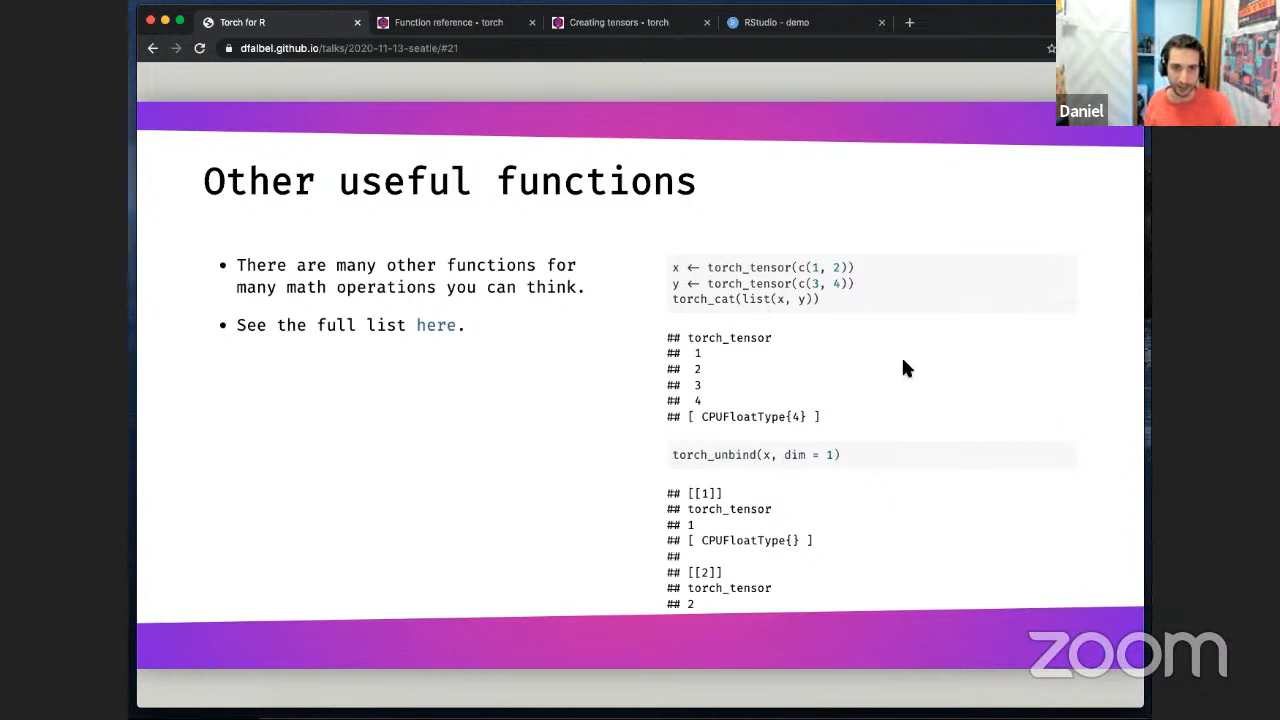 Torch for R
Function reference · torch
Creating tensors · torch
RStudio - demo
dfalbel.github.io/talks/2020-11-13-seatle/#21
Daniel
Other useful functions
• There are many other functions for
many math operations you can think.
• See the full list here.
x ← torch_tensor(c(1, 2))
y ← torch_tensor(c(3, 4))
torch_cat(list(x, y))
## torch_tensor
##  1
##  2
##  3
##  4
## [ CPUFloatType{4} ]
torch_unbind(x, dim = 1)
## [[1]]
## torch_tensor
## 1
## [ CPUFloatType{} ]
##
## [[2]]
## torch_tensor
## 2
zoom